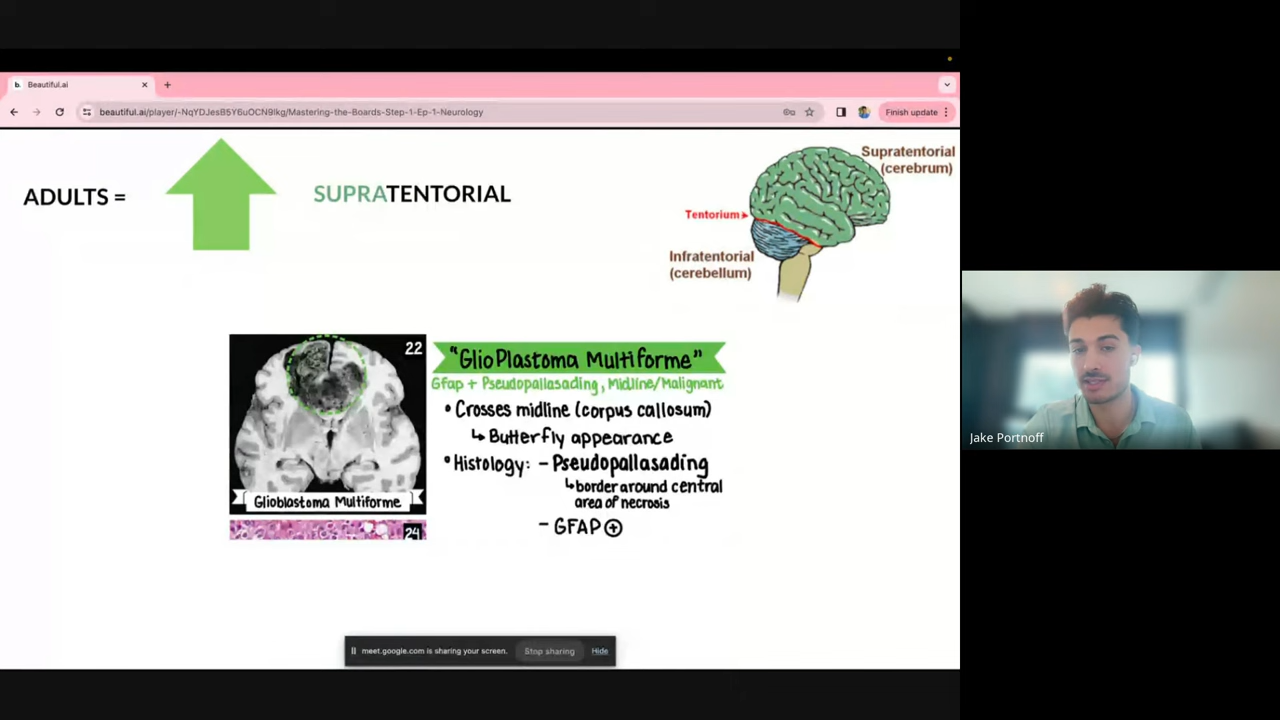 b.
Beautiful.ai
beautiful.ai/player/-NqYDJesB5Y6uOCN9lkg/Mastering-the-Boards-Step-1-Ep-1-Neurology
Finish update
ADULTS =
SUPRATENTORIAL
Supratentorial
(cerebrum)
Tentorium
Infratentorial
(cerebellum)
22
Glioblastoma Multiforme
24
"GlioPlastoma Multiforme"
Gfap + Pseudopallasading, Midline/Malignant
• Crosses midline (corpus callosum)
↳ Butterfly appearance
• Histology: - Pseudopallasading
↳ border around central
area of necrosis
- GFAP ⊕
meet.google.com is sharing your screen.
Stop sharing
Hide
Jake Portnoff